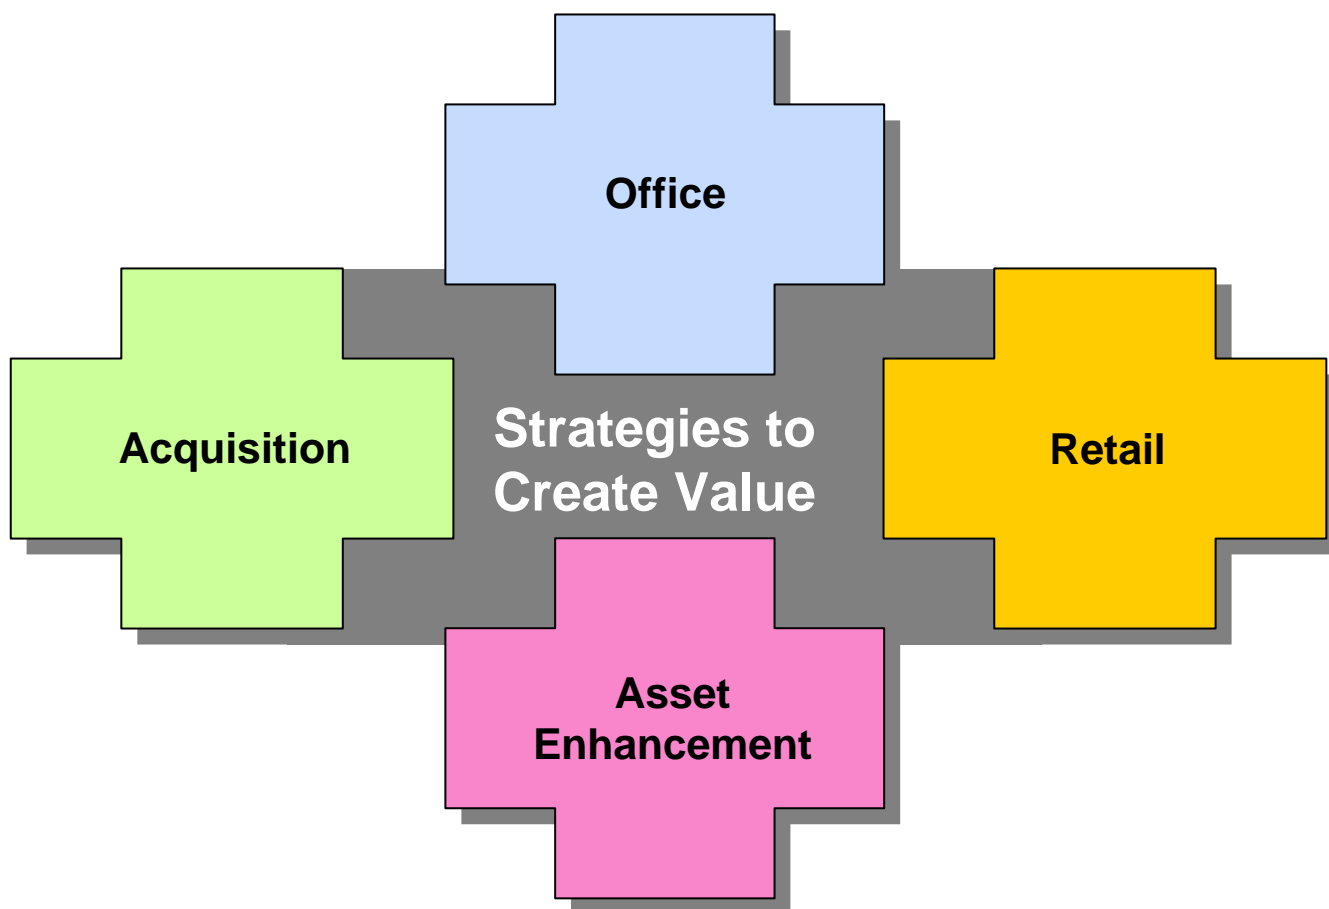 Office
Acquisition
Strategies to
Create Value
Retail
Asset
Enhancement